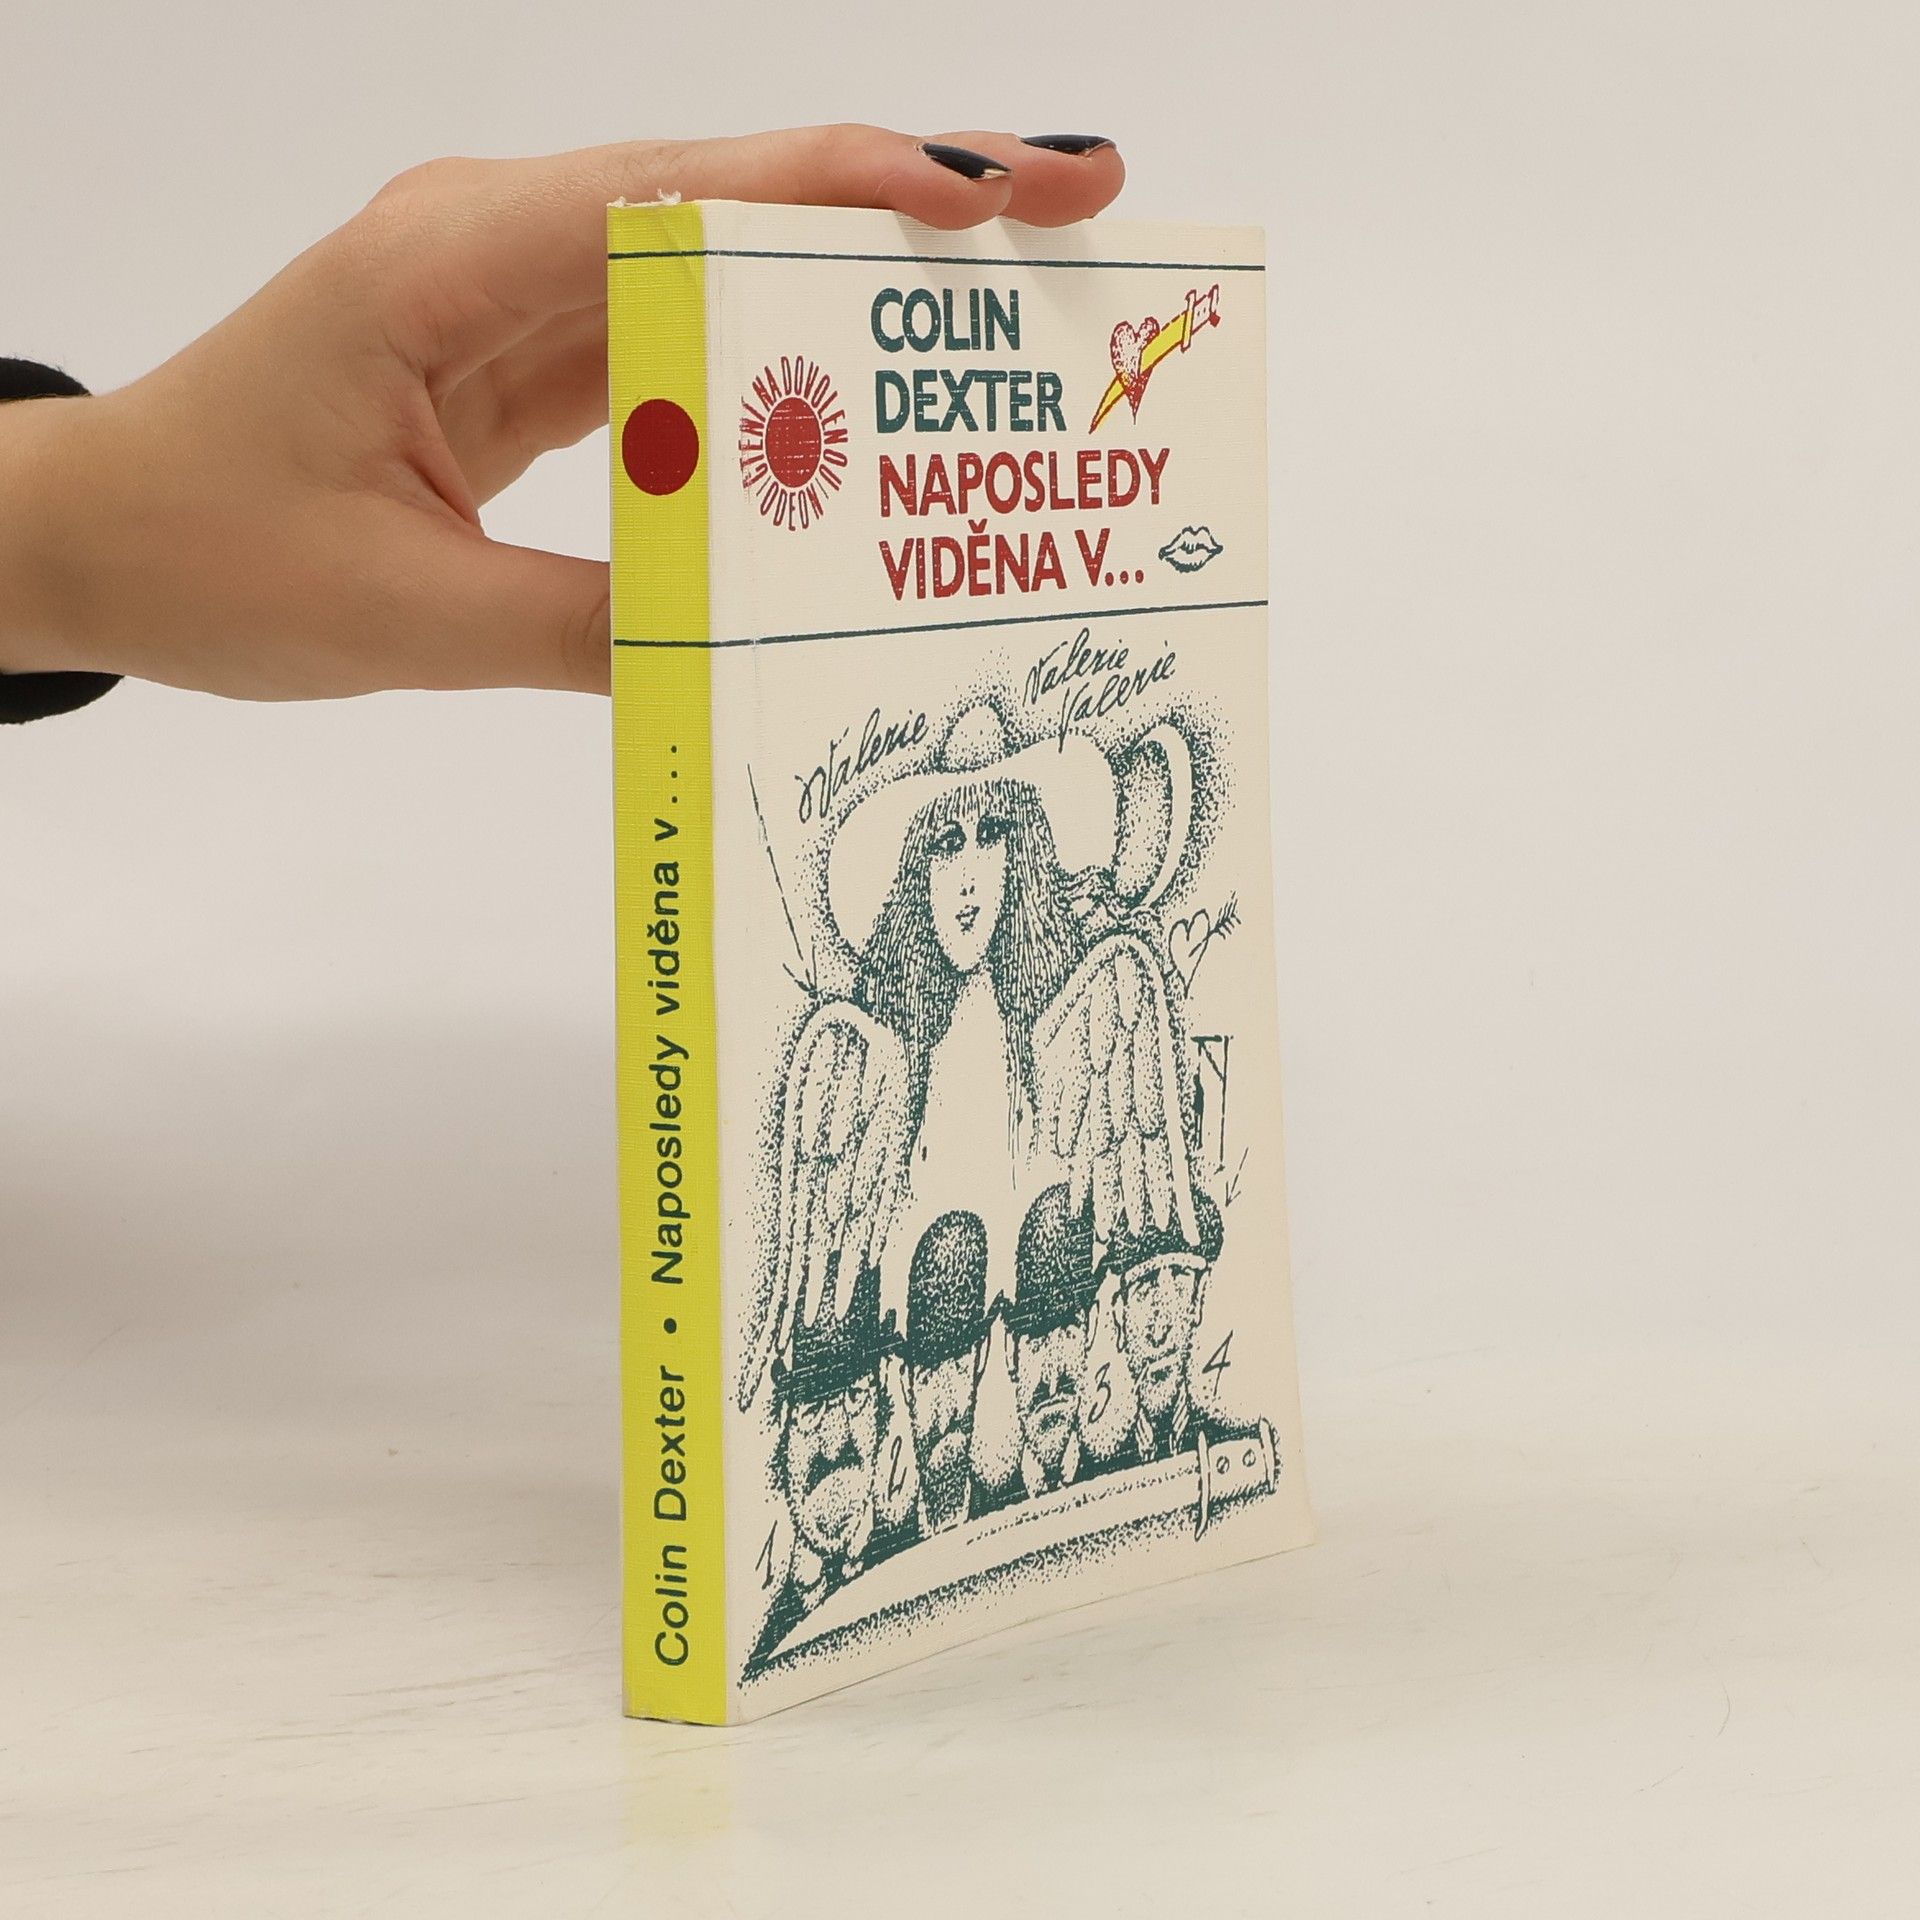 COLIN
DEXTER
NAPOSLEDY
VIDĚNA V...
ČTENÍ NA DOVOLENOU
ODEON
Valerie
Valerie
Valerie
1
2
3
4
Colin Dexter • Naposledy viděna v...